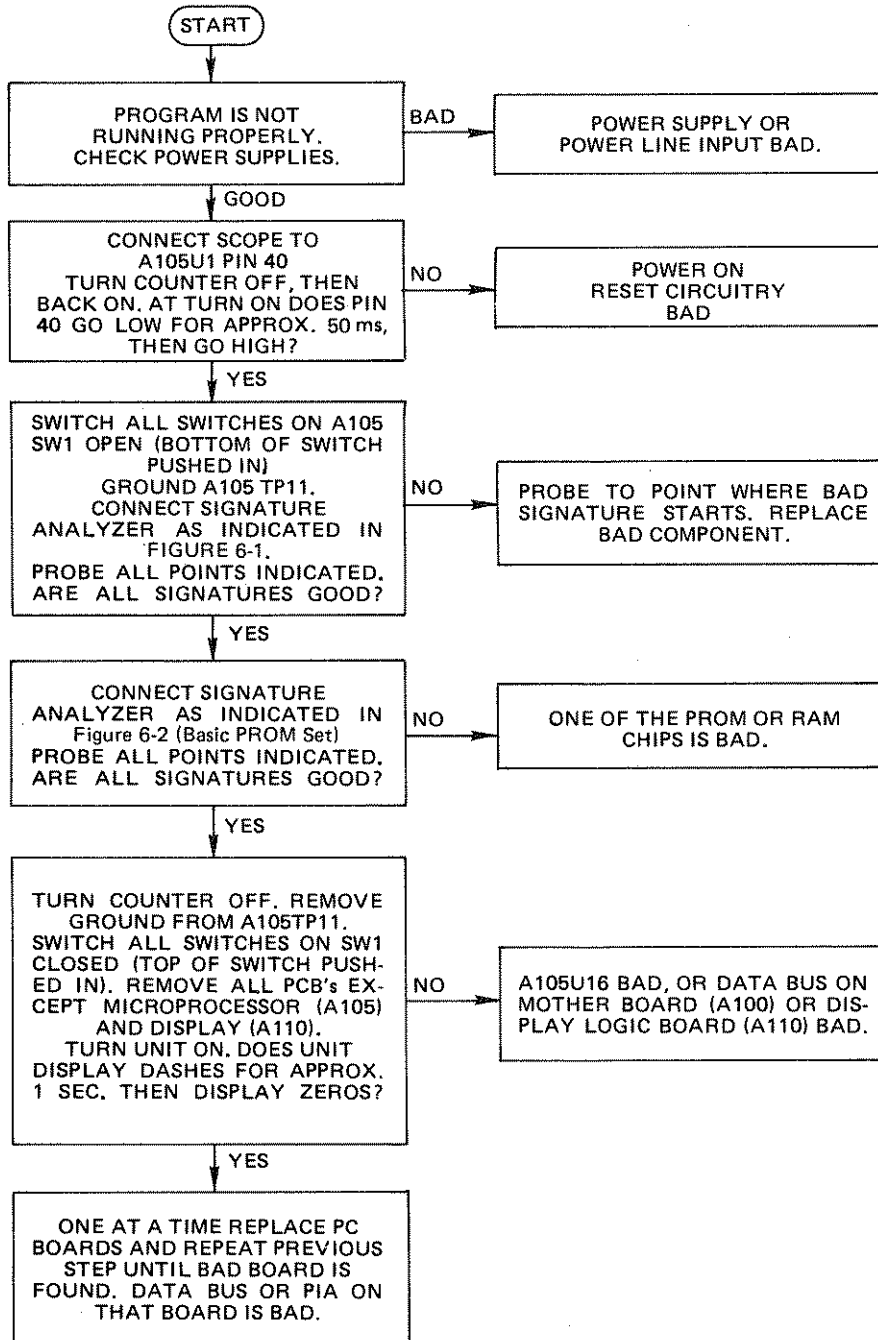 START
PROGRAM IS NOT
RUNNING PROPERLY.
CHECK POWER SUPPLIES.
BAD
POWER SUPPLY OR
POWER LINE INPUT BAD.
GOOD
CONNECT SCOPE TO
A105U1 PIN 40
TURN COUNTER OFF, THEN
BACK ON. AT TURN ON DOES PIN
40 GO LOW FOR APPROX. 50 ms,
THEN GO HIGH?
NO
POWER ON
RESET CIRCUITRY
BAD
YES
SWITCH ALL SWITCHES ON A105
SW1 OPEN (BOTTOM OF SWITCH
PUSHED IN)
GROUND A105 TP11.
CONNECT SIGNATURE
ANALYZER AS INDICATED IN
FIGURE 6-1.
PROBE ALL POINTS INDICATED.
ARE ALL SIGNATURES GOOD?
NO
PROBE TO POINT WHERE BAD
SIGNATURE STARTS. REPLACE
BAD COMPONENT.
YES
CONNECT SIGNATURE
ANALYZER AS INDICATED IN
Figure 6-2 (Basic PROM Set)
PROBE ALL POINTS INDICATED.
ARE ALL SIGNATURES GOOD?
NO
ONE OF THE PROM OR RAM
CHIPS IS BAD.
YES
TURN COUNTER OFF. REMOVE
GROUND FROM A105TP11.
SWITCH ALL SWITCHES ON SW1
CLOSED (TOP OF SWITCH PUSH-
ED IN). REMOVE ALL PCB's EX-
CEPT MICROPROCESSOR (A105)
AND DISPLAY (A110).
TURN UNIT ON. DOES UNIT
DISPLAY DASHES FOR APPROX.
1 SEC. THEN DISPLAY ZEROS?
NO
A105U16 BAD, OR DATA BUS ON
MOTHER BOARD (A100) OR DIS-
PLAY LOGIC BOARD (A110) BAD.
YES
ONE AT A TIME REPLACE PC
BOARDS AND REPEAT PREVIOUS
STEP UNTIL BAD BOARD IS
FOUND. DATA BUS OR PIA ON
THAT BOARD IS BAD.